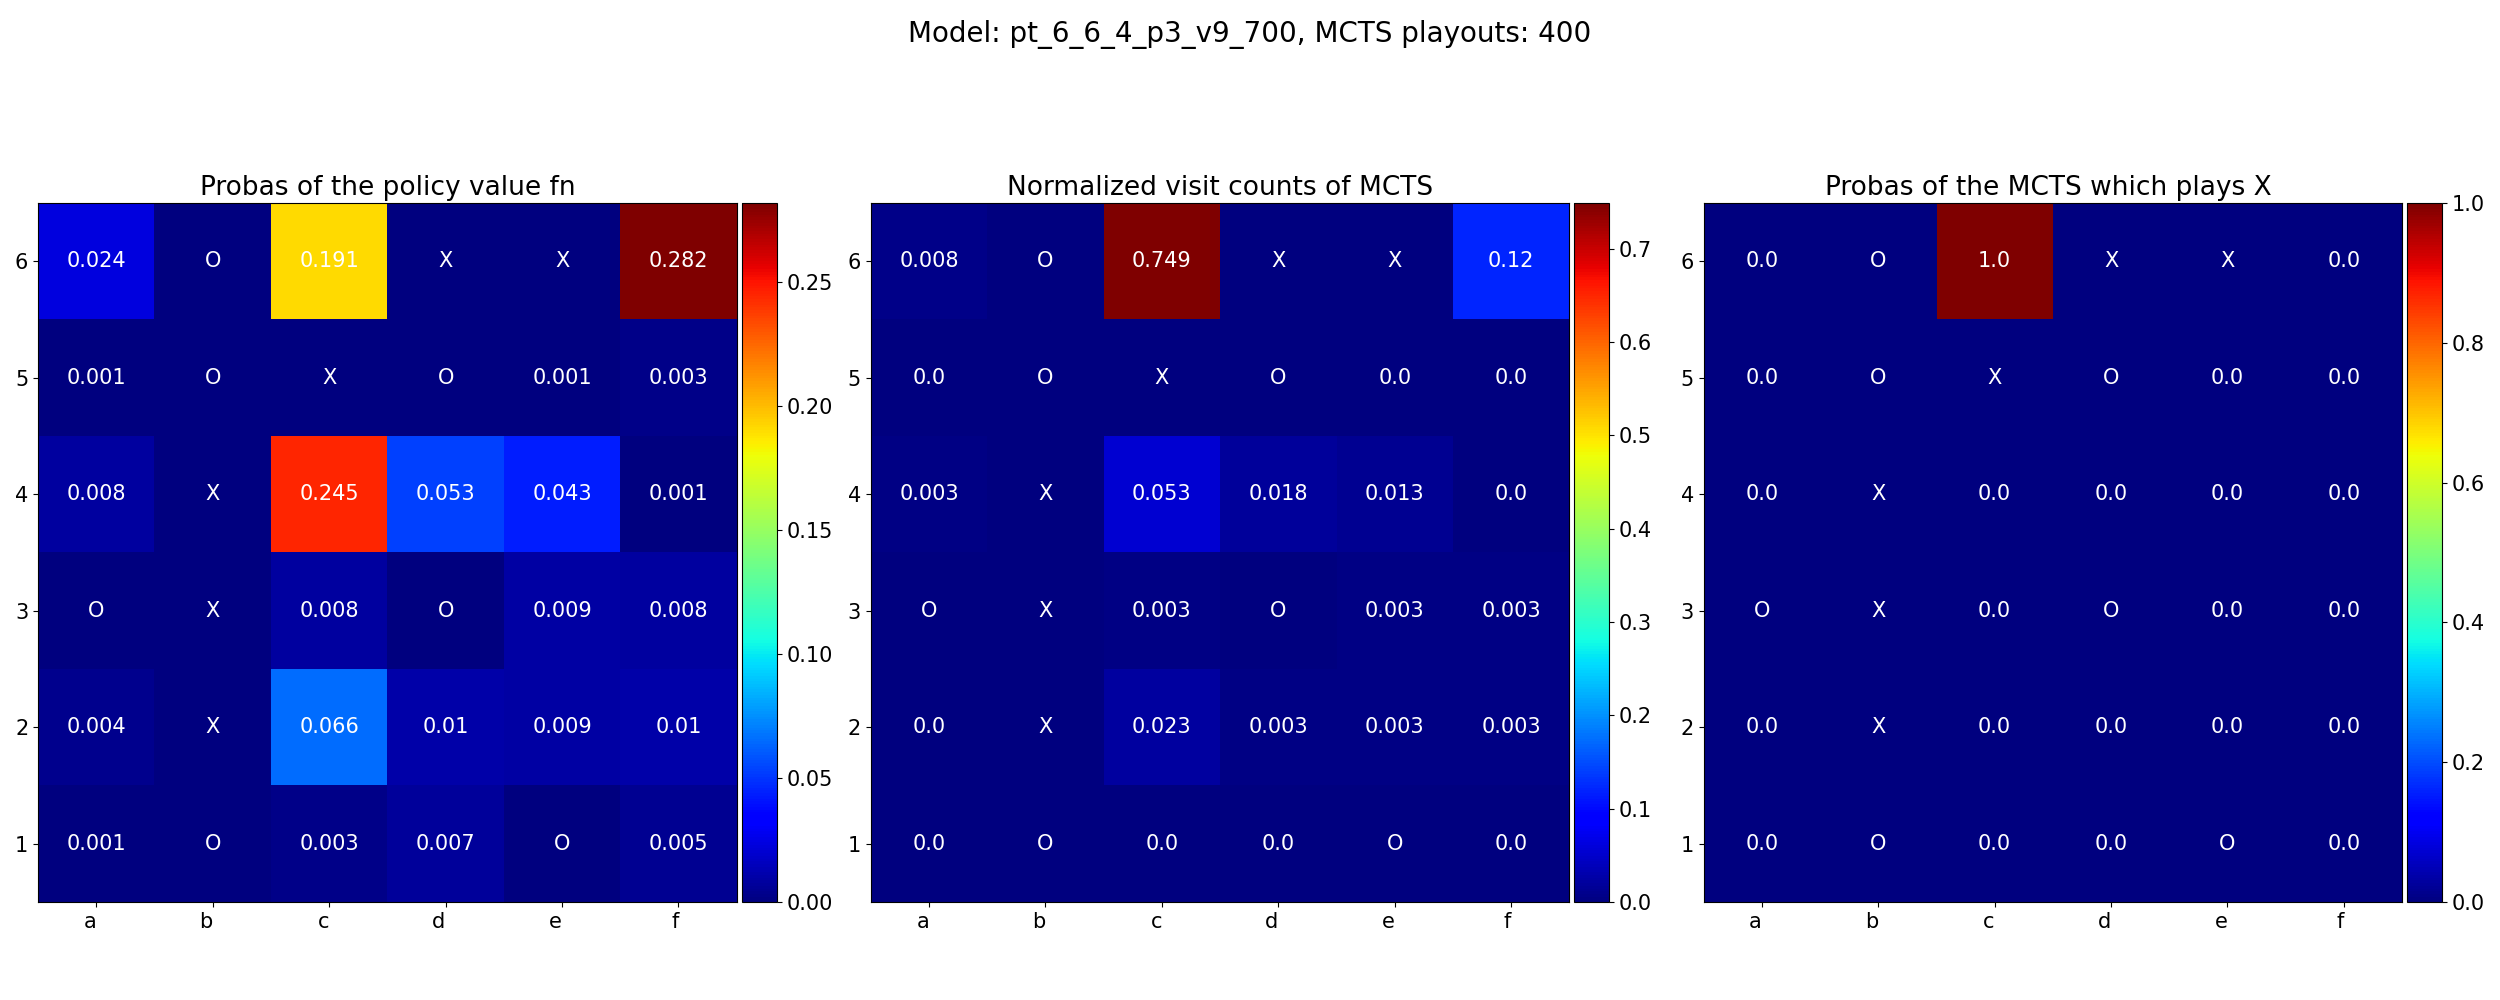 Model: pt_6_6_4_p3_v9_700, MCTS playouts: 400
Probas of the policy value fn
6 0.024 O 0.191 X X 0.282
5 0.001 O X O 0.001 0.003
4 0.008 X 0.245 0.053 0.043 0.001
3 O X 0.008 O 0.009 0.008
2 0.004 X 0.066 0.01 0.009 0.01
1 0.001 O 0.003 0.007 O 0.005
a b c d e f
0.25
0.20
0.15
0.10
0.05
0.00
Normalized visit counts of MCTS
6 0.008 O 0.749 X X 0.12
5 0.0 O X O 0.0 0.0
4 0.003 X 0.053 0.018 0.013 0.0
3 O X 0.003 O 0.003 0.003
2 0.0 X 0.023 0.003 0.003 0.003
1 0.0 O 0.0 0.0 O 0.0
a b c d e f
0.7
0.6
0.5
0.4
0.3
0.2
0.1
0.0
Probas of the MCTS which plays X
6 0.0 O 1.0 X X 0.0
5 0.0 O X O 0.0 0.0
4 0.0 X 0.0 0.0 0.0 0.0
3 O X 0.0 O 0.0 0.0
2 0.0 X 0.0 0.0 0.0 0.0
1 0.0 O 0.0 0.0 O 0.0
a b c d e f
1.0
0.8
0.6
0.4
0.2
0.0